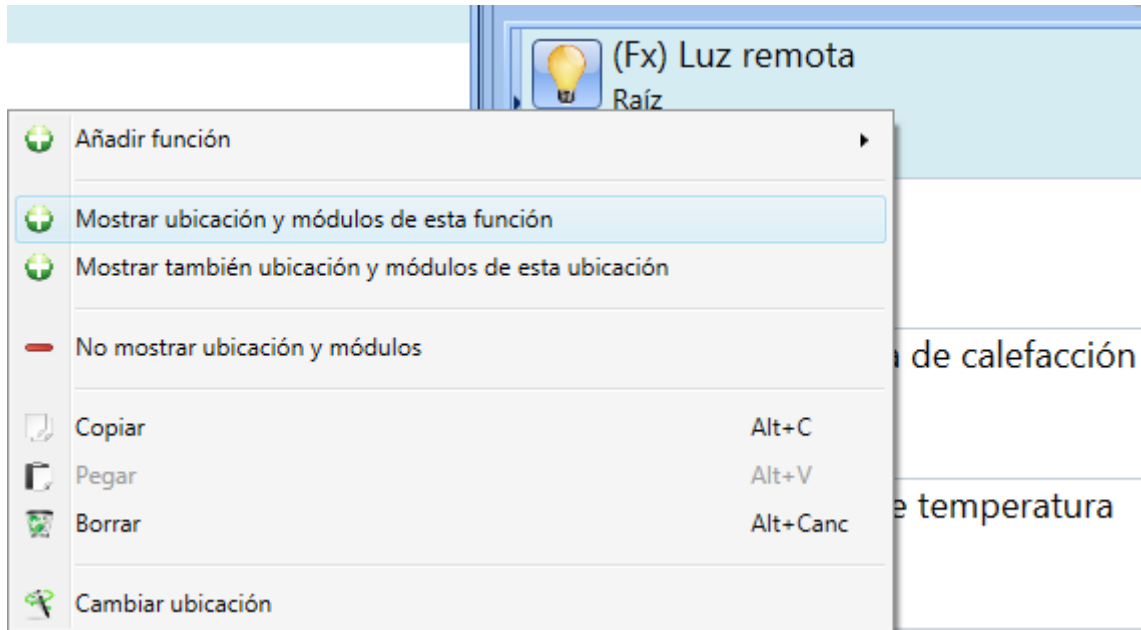 (Fx) Luz remota
Raíz
Añadir función
Mostrar ubicación y módulos de esta función
Mostrar también ubicación y módulos de esta ubicación
No mostrar ubicación y módulos
de calefacción
Copiar Alt+C
Pegar Alt+V
e temperatura
Borrar Alt+Canc
Cambiar ubicación